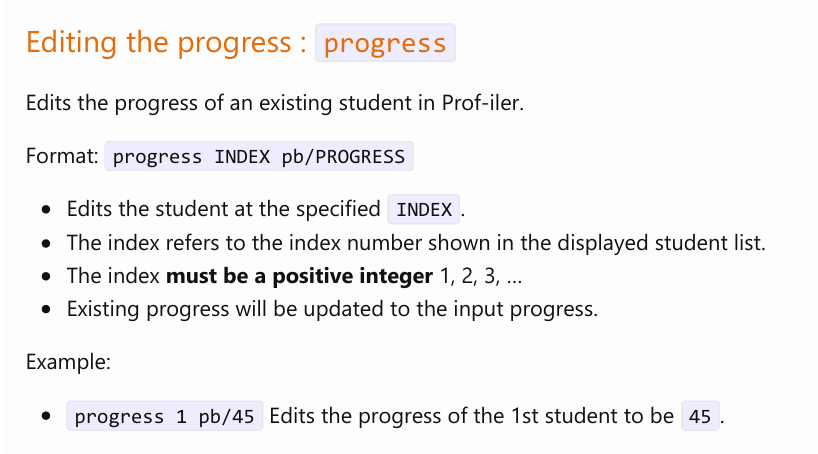 Editing the progress : progress
Edits the progress of an existing student in Prof-iler.
Format: progress INDEX pb/PROGRESS
• Edits the student at the specified INDEX.
• The index refers to the index number shown in the displayed student list.
• The index must be a positive integer 1, 2, 3, …
• Existing progress will be updated to the input progress.
Example:
• progress 1 pb/45 Edits the progress of the 1st student to be 45.